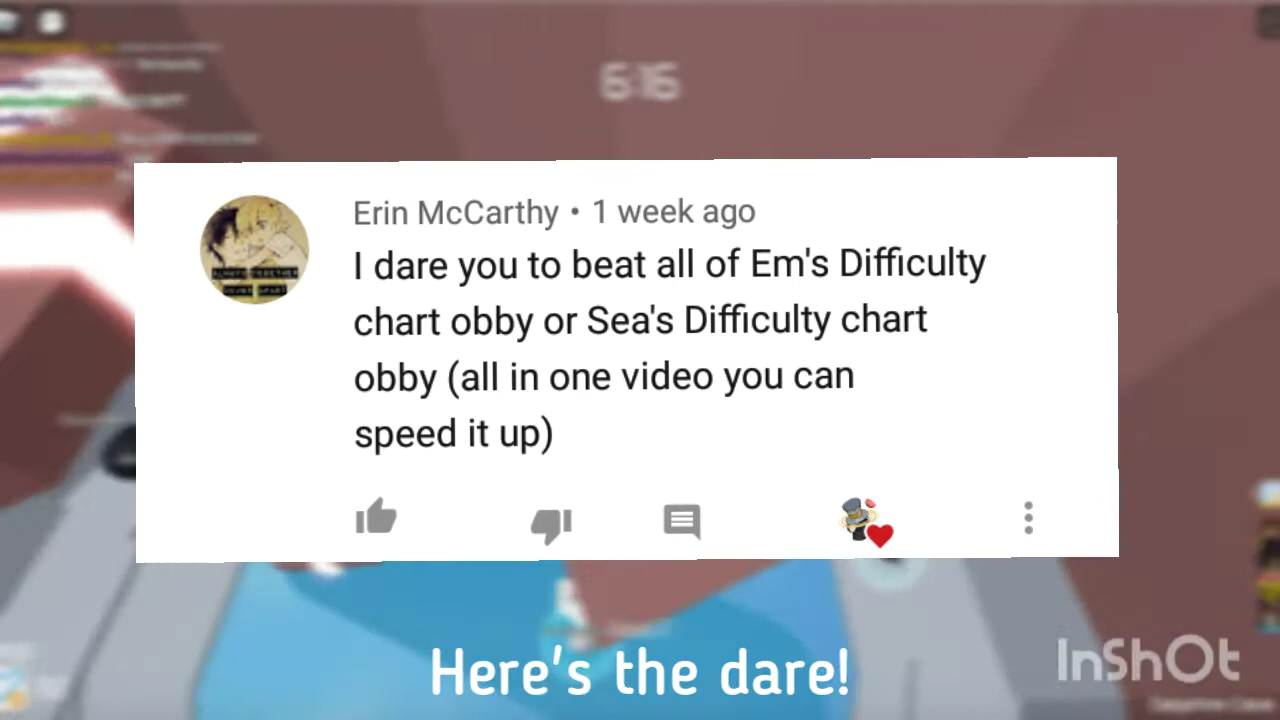 6:16
Erin McCarthy • 1 week ago
I dare you to beat all of Em's Difficulty
chart obby or Sea's Difficulty chart
obby (all in one video you can
speed it up)
Here's the dare!
InShOt